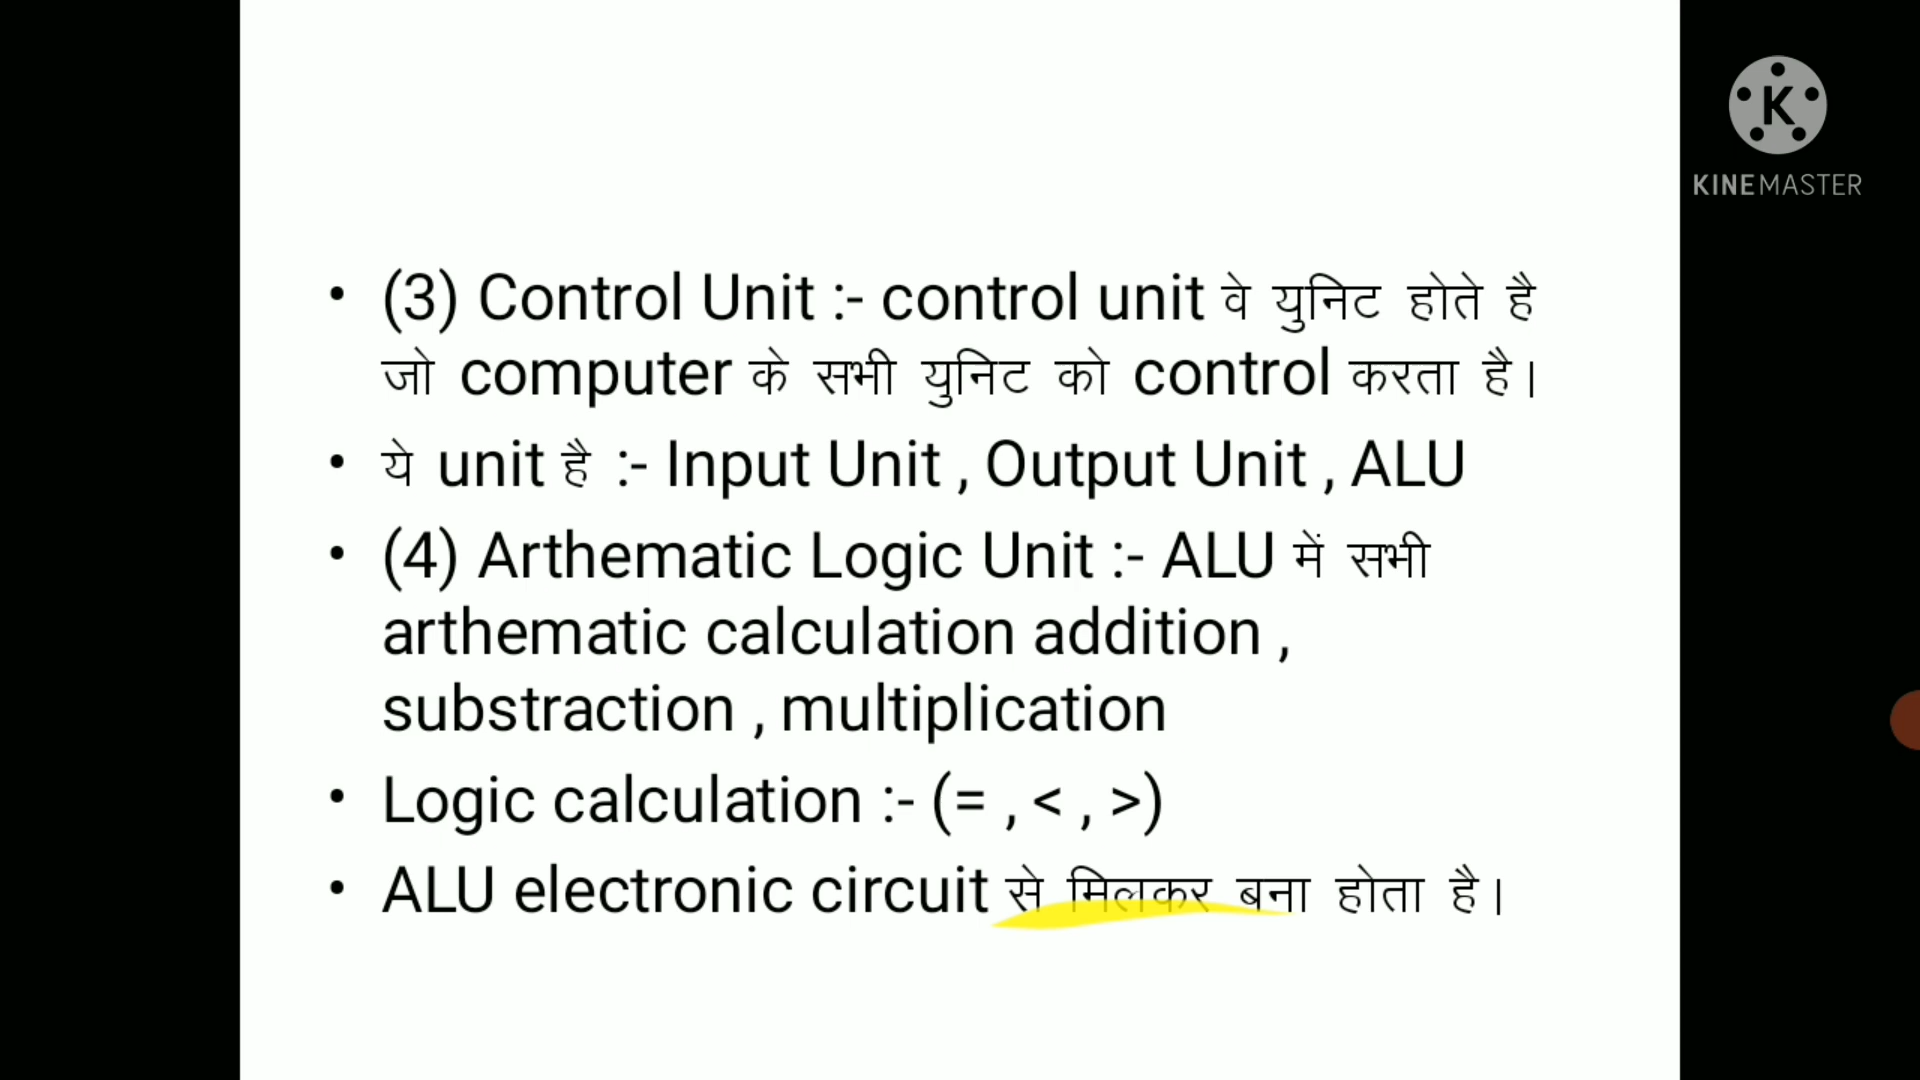 K
KINEMASTER
• (3) Control Unit :- control unit वे युनिट होते है
जो computer के सभी युनिट को control करता है।
• ये unit है :- Input Unit , Output Unit , ALU
• (4) Arthematic Logic Unit :- ALU में सभी
arthematic calculation addition ,
substraction , multiplication
• Logic calculation :- (= , < , >)
• ALU electronic circuit से मिलकर बना होता है।